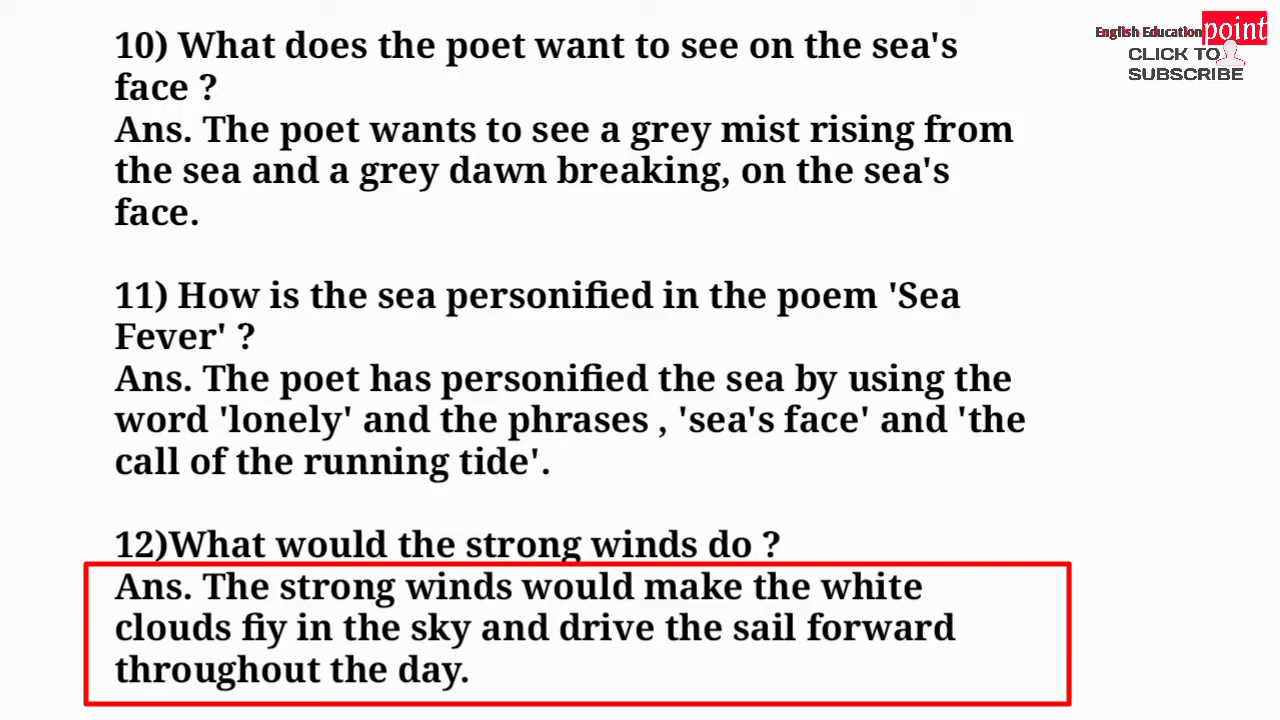 10) What does the poet want to see on the sea's
face ?
Ans. The poet wants to see a grey mist rising from
the sea and a grey dawn breaking, on the sea's
face.
11) How is the sea personified in the poem 'Sea
Fever' ?
Ans. The poet has personified the sea by using the
word 'lonely' and the phrases , 'sea's face' and 'the
call of the running tide'.
12)What would the strong winds do ?
Ans. The strong winds would make the white
clouds fiy in the sky and drive the sail forward
throughout the day.
English Education point
CLICK TO
SUBSCRIBE